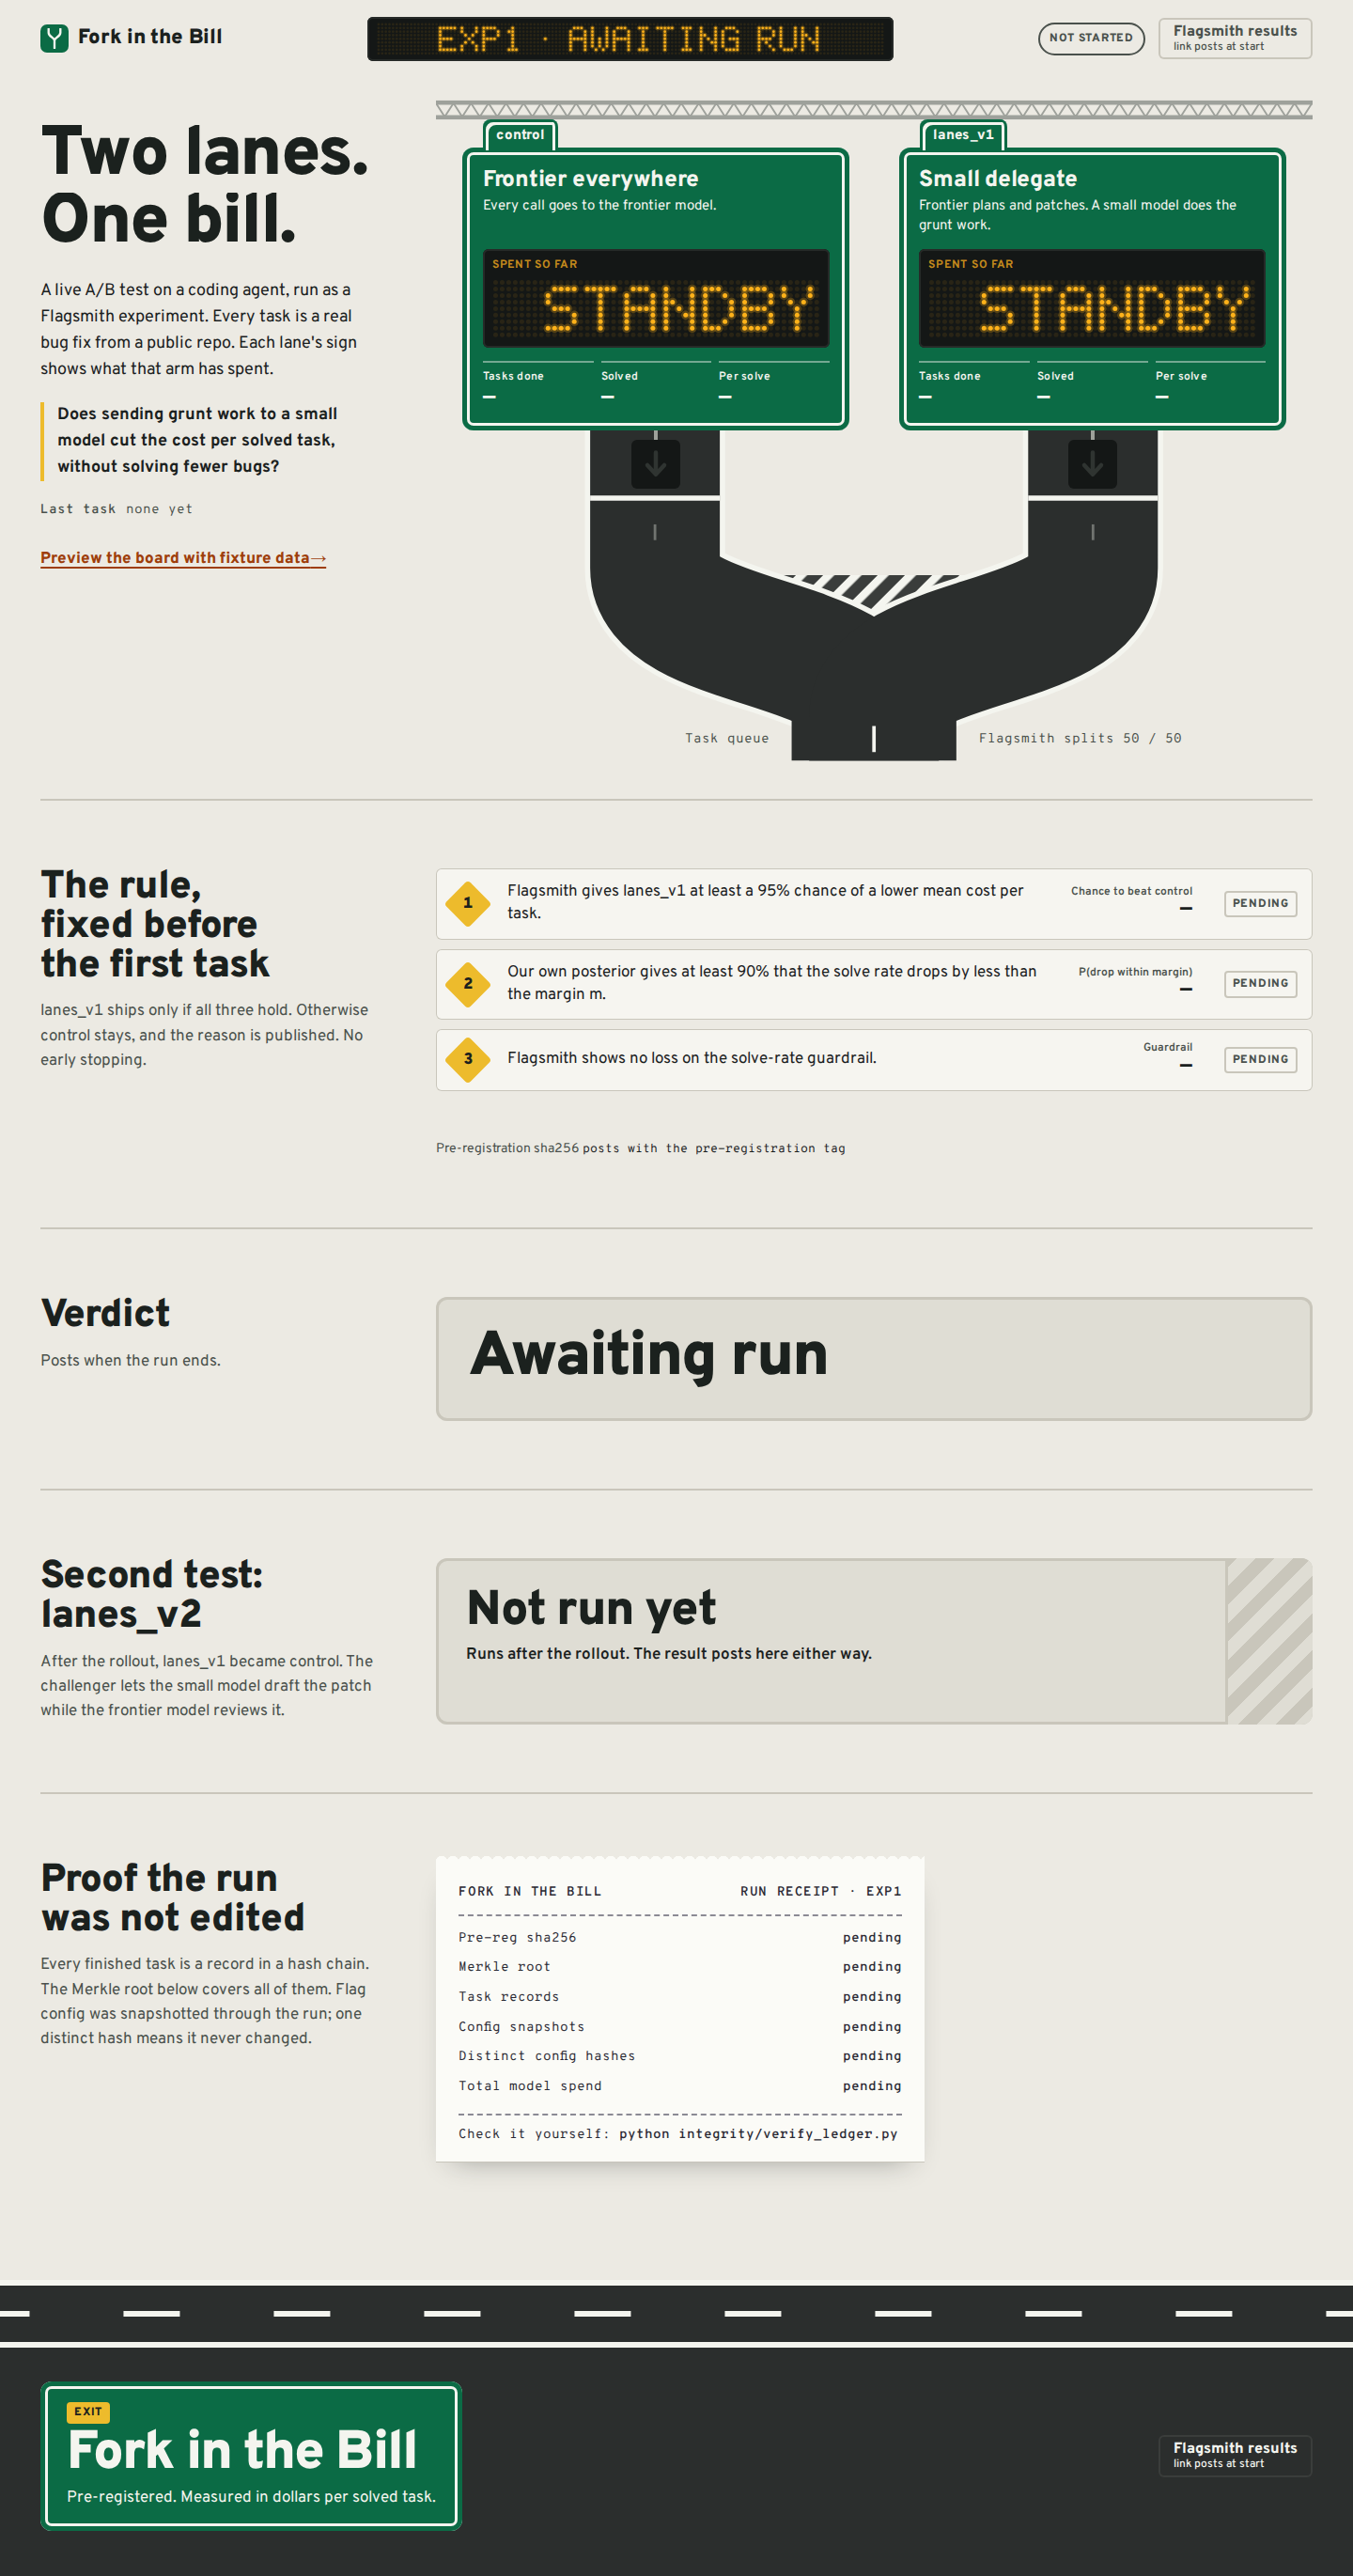 Fork in the Bill
EXP1 · AWAITING RUN
NOT STARTED
Flagsmith results
link posts at start
Two lanes.
One bill.
A live A/B test on a coding agent, run as a
Flagsmith experiment. Every task is a real
bug fix from a public repo. Each lane's sign
shows what that arm has spent.
Does sending grunt work to a small
model cut the cost per solved task,
without solving fewer bugs?
Last task none yet
Preview the board with fixture data→
control
Frontier everywhere
Every call goes to the frontier model.
SPENT SO FAR
STANDBY
Tasks done Solved Per solve
— — —
lanes_v1
Small delegate
Frontier plans and patches. A small model does the
grunt work.
SPENT SO FAR
STANDBY
Tasks done Solved Per solve
— — —
Task queue
Flagsmith splits 50 / 50
The rule,
fixed before
the first task
lanes_v1 ships only if all three hold. Otherwise
control stays, and the reason is published. No
early stopping.
1
Flagsmith gives lanes_v1 at least a 95% chance of a lower mean cost per
task.
Chance to beat control
—
PENDING
2
Our own posterior gives at least 90% that the solve rate drops by less than
the margin m.
P(drop within margin)
—
PENDING
3
Flagsmith shows no loss on the solve-rate guardrail.
Guardrail
—
PENDING
Pre-registration sha256 posts with the pre-registration tag
Verdict
Posts when the run ends.
Awaiting run
Second test:
lanes_v2
After the rollout, lanes_v1 became control. The
challenger lets the small model draft the patch
while the frontier model reviews it.
Not run yet
Runs after the rollout. The result posts here either way.
Proof the run
was not edited
Every finished task is a record in a hash chain.
The Merkle root below covers all of them. Flag
config was snapshotted through the run; one
distinct hash means it never changed.
FORK IN THE BILL RUN RECEIPT · EXP1
Pre-reg sha256 pending
Merkle root pending
Task records pending
Config snapshots pending
Distinct config hashes pending
Total model spend pending
Check it yourself: python integrity/verify_ledger.py
EXIT
Fork in the Bill
Pre-registered. Measured in dollars per solved task.
Flagsmith results
link posts at start